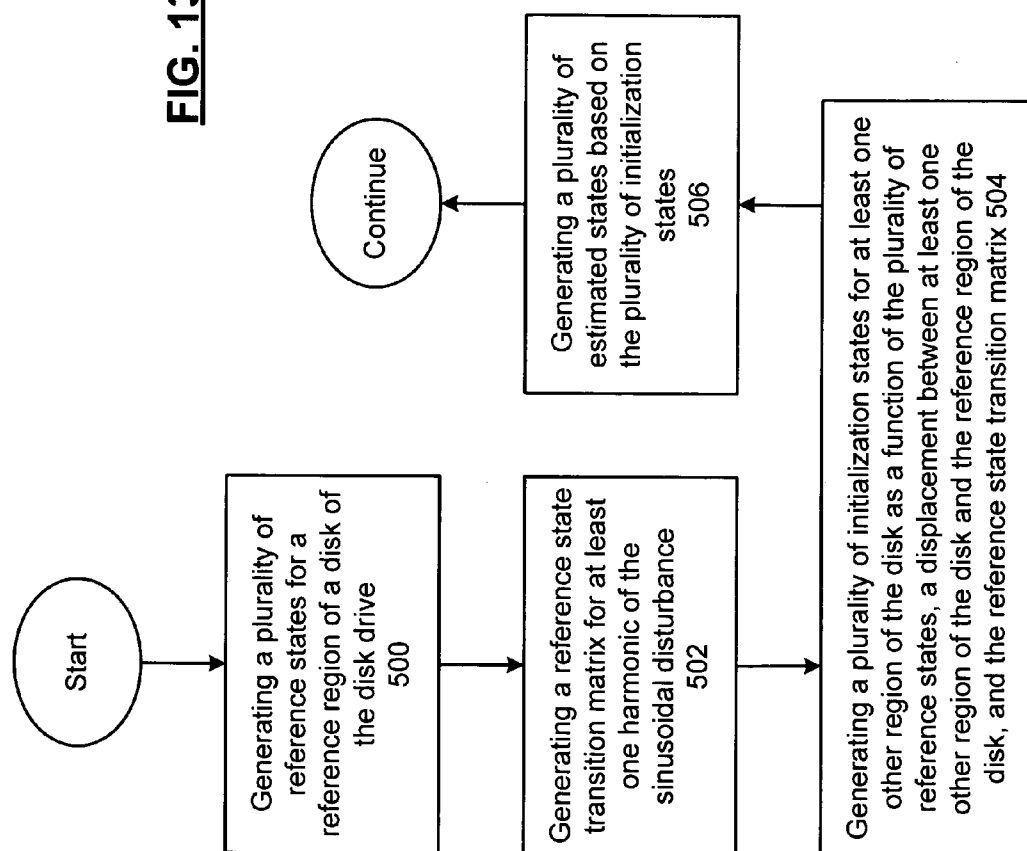 FIG. 13
Start
Generating a plurality of
reference states for a
reference region of a disk of
the disk drive
500
Generating a reference state
transition matrix for at least
one harmonic of the
sinusoidal disturbance
502
Generating a plurality of initialization states for at least one
other region of the disk as a function of the plurality of
reference states, a displacement between at least one
other region of the disk and the reference region of the
disk, and the reference state transition matrix 504
Generating a plurality of
estimated states based on
the plurality of initialization
states
506
Continue